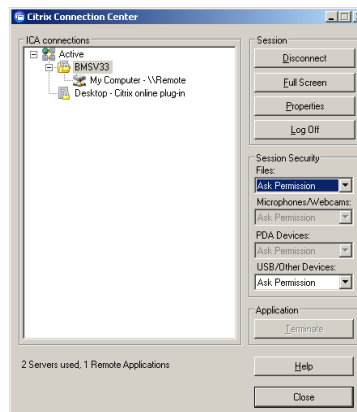 Citrix Connection Center
ICA connections
Active
BMSV33
My Computer - \\Remote
Desktop - Citrix online plug-in
Session
Disconnect
Full Screen
Properties
Log Off
Session Security
Files:
Ask Permission
Microphones/Webcams:
Ask Permission
PDA Devices:
Ask Permission
USB/Other Devices:
Ask Permission
Application
Terminate
2 Servers used, 1 Remote Applications
Help
Close